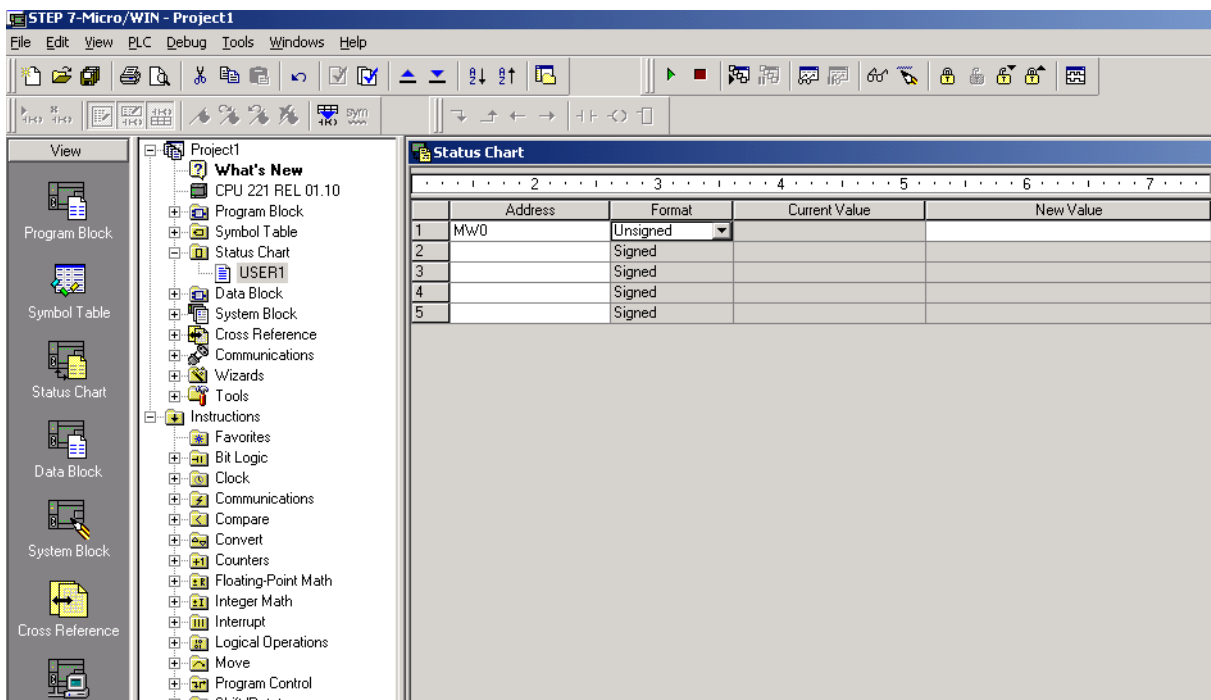 STEP 7-Micro/WIN - Project1
File Edit View PLC Debug Tools Windows Help
sym
View
Program Block
Symbol Table
Status Chart
Data Block
System Block
Cross Reference
Project1
What's New
CPU 221 REL 01.10
Program Block
Symbol Table
Status Chart
USER1
Data Block
System Block
Cross Reference
Communications
Wizards
Tools
Instructions
Favorites
Bit Logic
Clock
Communications
Compare
Convert
Counters
Floating-Point Math
Integer Math
Interrupt
Logical Operations
Move
Program Control
Status Chart
2 3 4 5 6 7
Address Format Current Value New Value
1 MW0 Unsigned
2 Signed
3 Signed
4 Signed
5 Signed